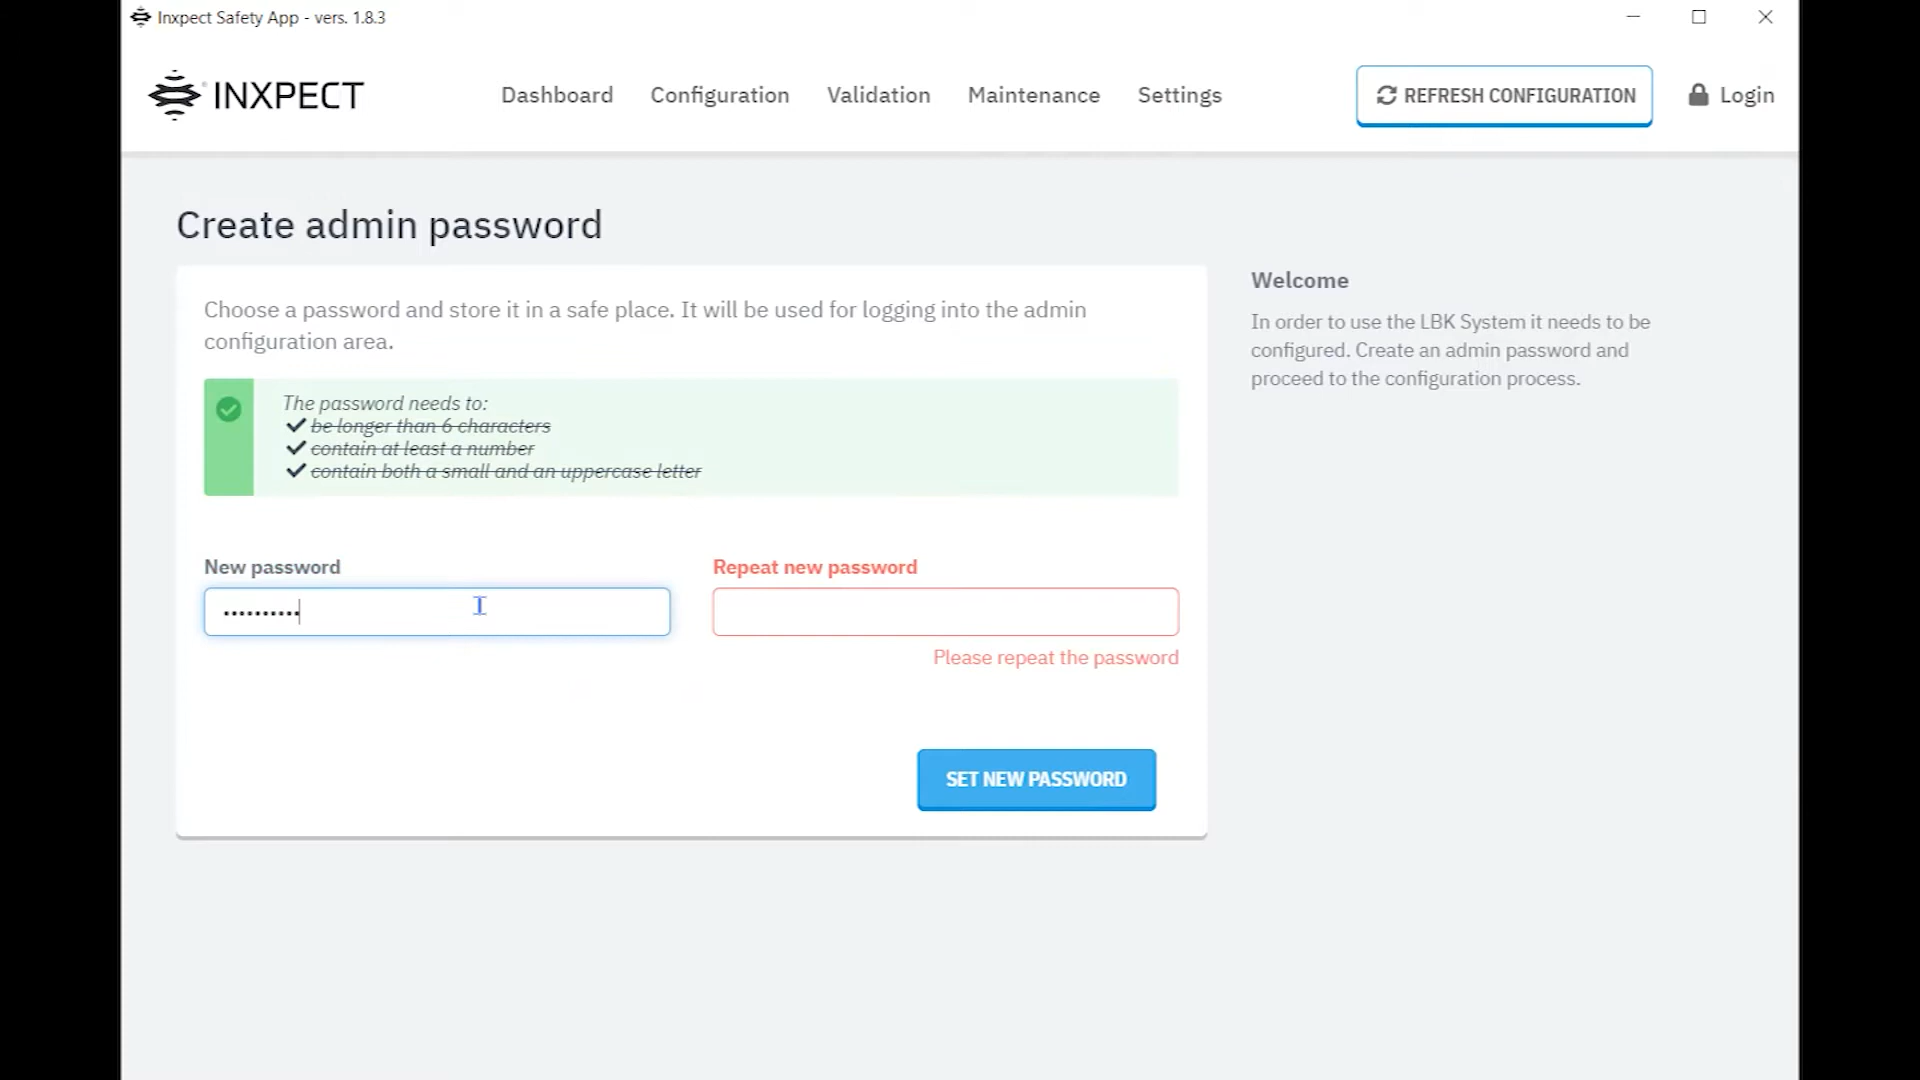 Inxpect Safety App - vers. 1.8.3
INXPECT
Dashboard
Configuration
Validation
Maintenance
Settings
REFRESH CONFIGURATION
Login
Create admin password
Choose a password and store it in a safe place. It will be used for logging into the admin
configuration area.
The password needs to:
be longer than 6 characters
contain at least a number
contain both a small and an uppercase letter
New password
••••••••••
Repeat new password
Please repeat the password
SET NEW PASSWORD
Welcome
In order to use the LBK System it needs to be
configured. Create an admin password and
proceed to the configuration process.